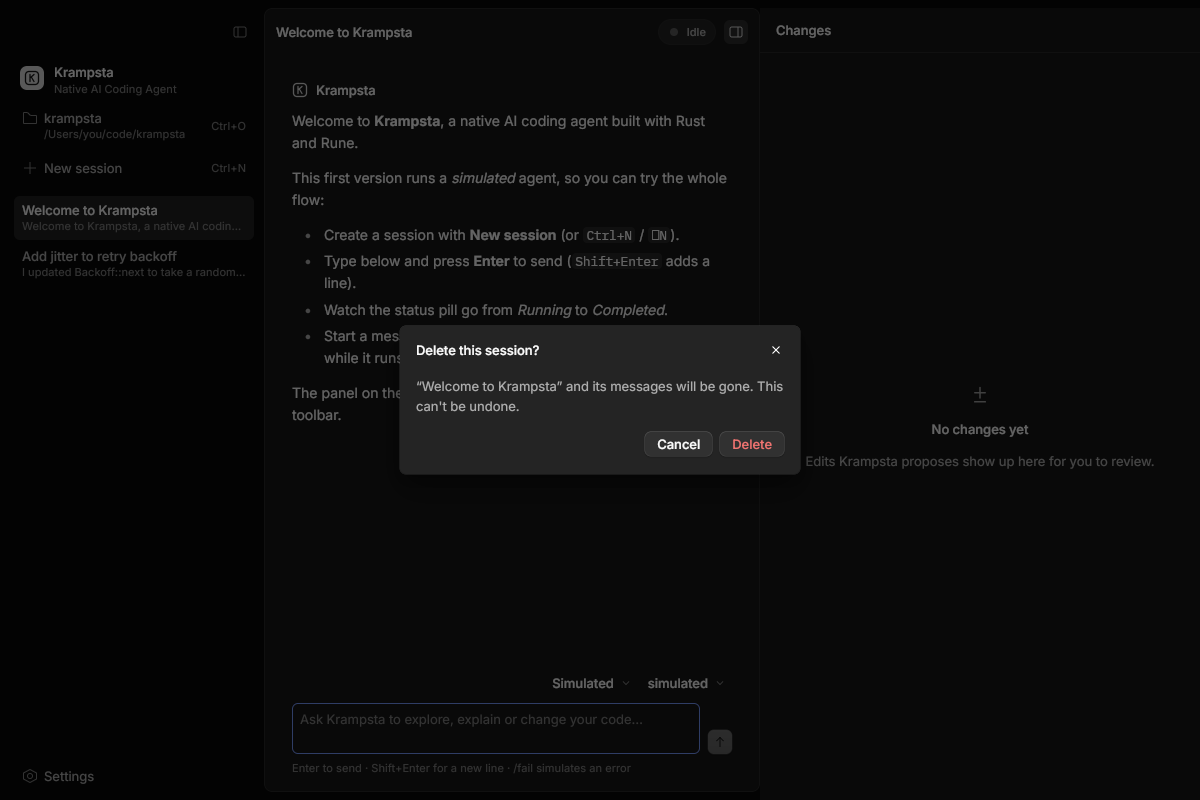 Krampsta
Native AI Coding Agent
krampsta
/Users/you/code/krampsta
Ctrl+O
New session
Ctrl+N
Welcome to Krampsta
Welcome to Krampsta, a native AI codin...
Add jitter to retry backoff
I updated Backoff::next to take a random...
Settings
Welcome to Krampsta
Idle
Krampsta
Welcome to Krampsta, a native AI coding agent built with Rust
and Rune.
This first version runs a simulated agent, so you can try the whole
flow:
• Create a session with New session (or Ctrl+N / N).
• Type below and press Enter to send ( Shift+Enter adds a
line).
• Watch the status pill go from Running to Completed.
• Start a mes
while it runs
The panel on the
toolbar.
Delete this session?
“Welcome to Krampsta” and its messages will be gone. This
can't be undone.
Cancel
Delete
Simulated
simulated
Ask Krampsta to explore, explain or change your code...
Enter to send · Shift+Enter for a new line · /fail simulates an error
Changes
No changes yet
Edits Krampsta proposes show up here for you to review.